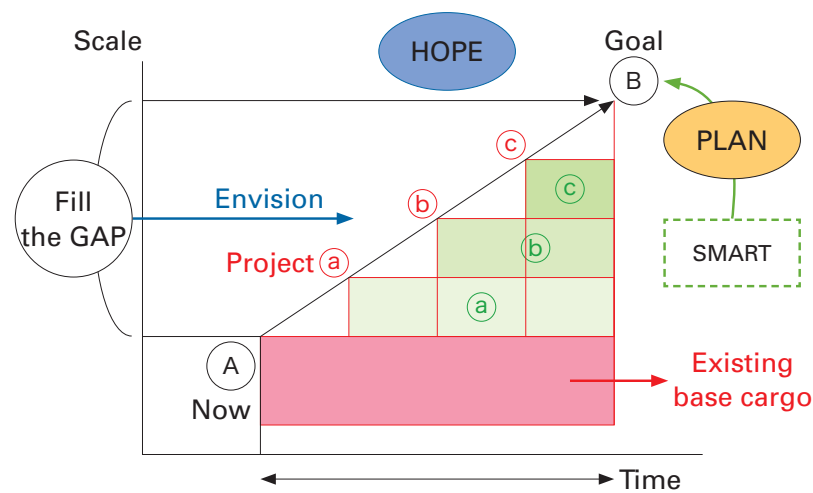 Scale
HOPE
Goal
B
PLAN
SMART
Fill
the GAP
Envision
c
b
Project a
c
b
a
A
Now
Existing
base cargo
Time